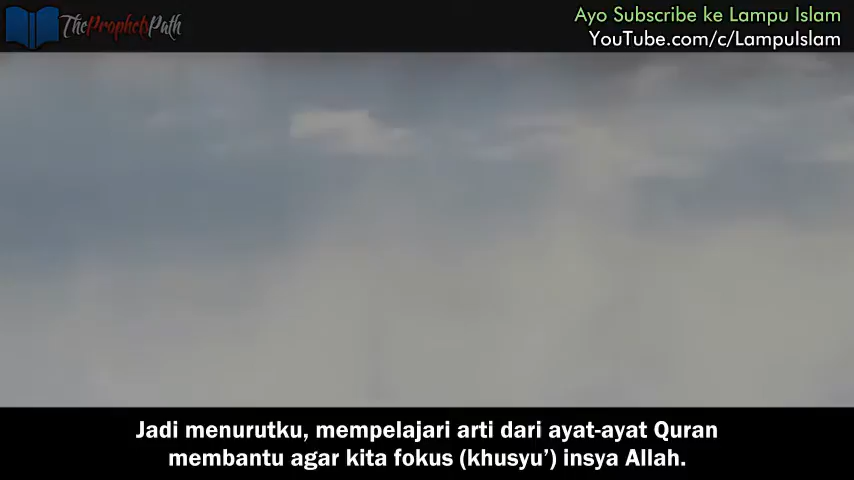 TheProphetsPath
Ayo Subscribe ke Lampu Islam
YouTube.com/c/LampuIslam
Jadi menurutku, mempelajari arti dari ayat-ayat Quran
membantu agar kita fokus (khusyu’) insya Allah.